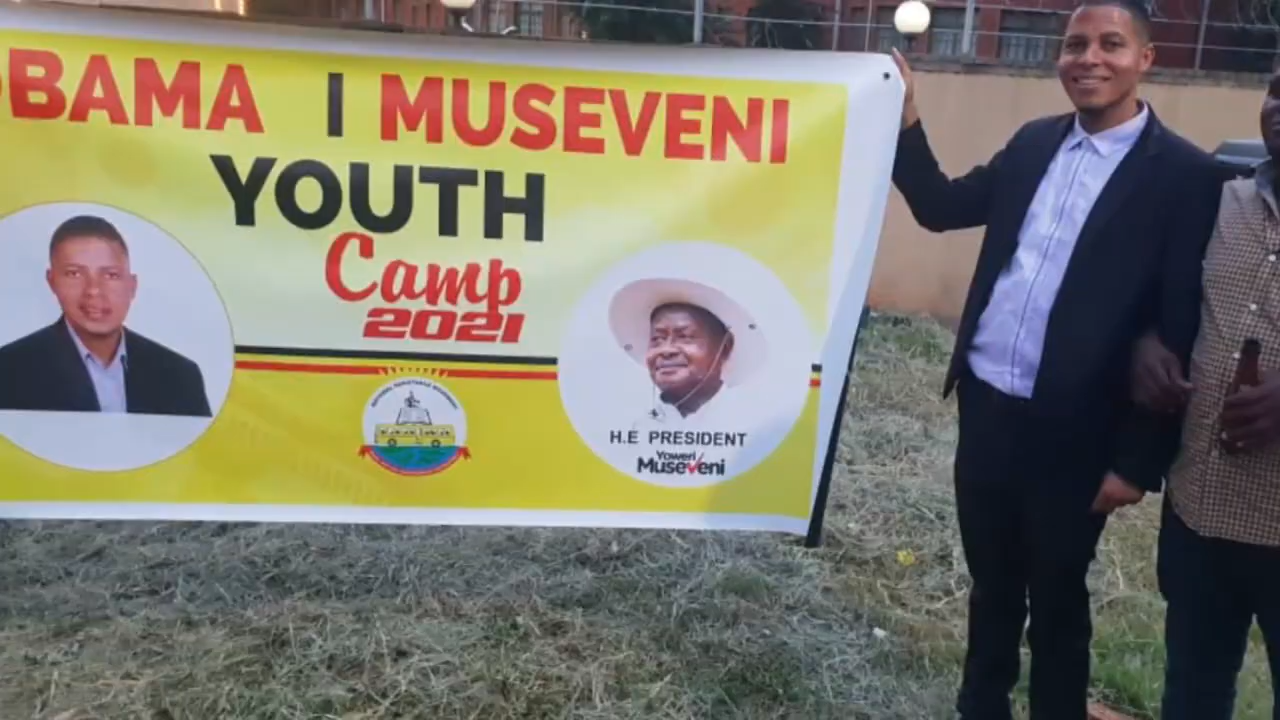 BAMA I MUSEVENI
YOUTH
Camp
2021
H.E PRESIDENT
Yoweri
Museveni